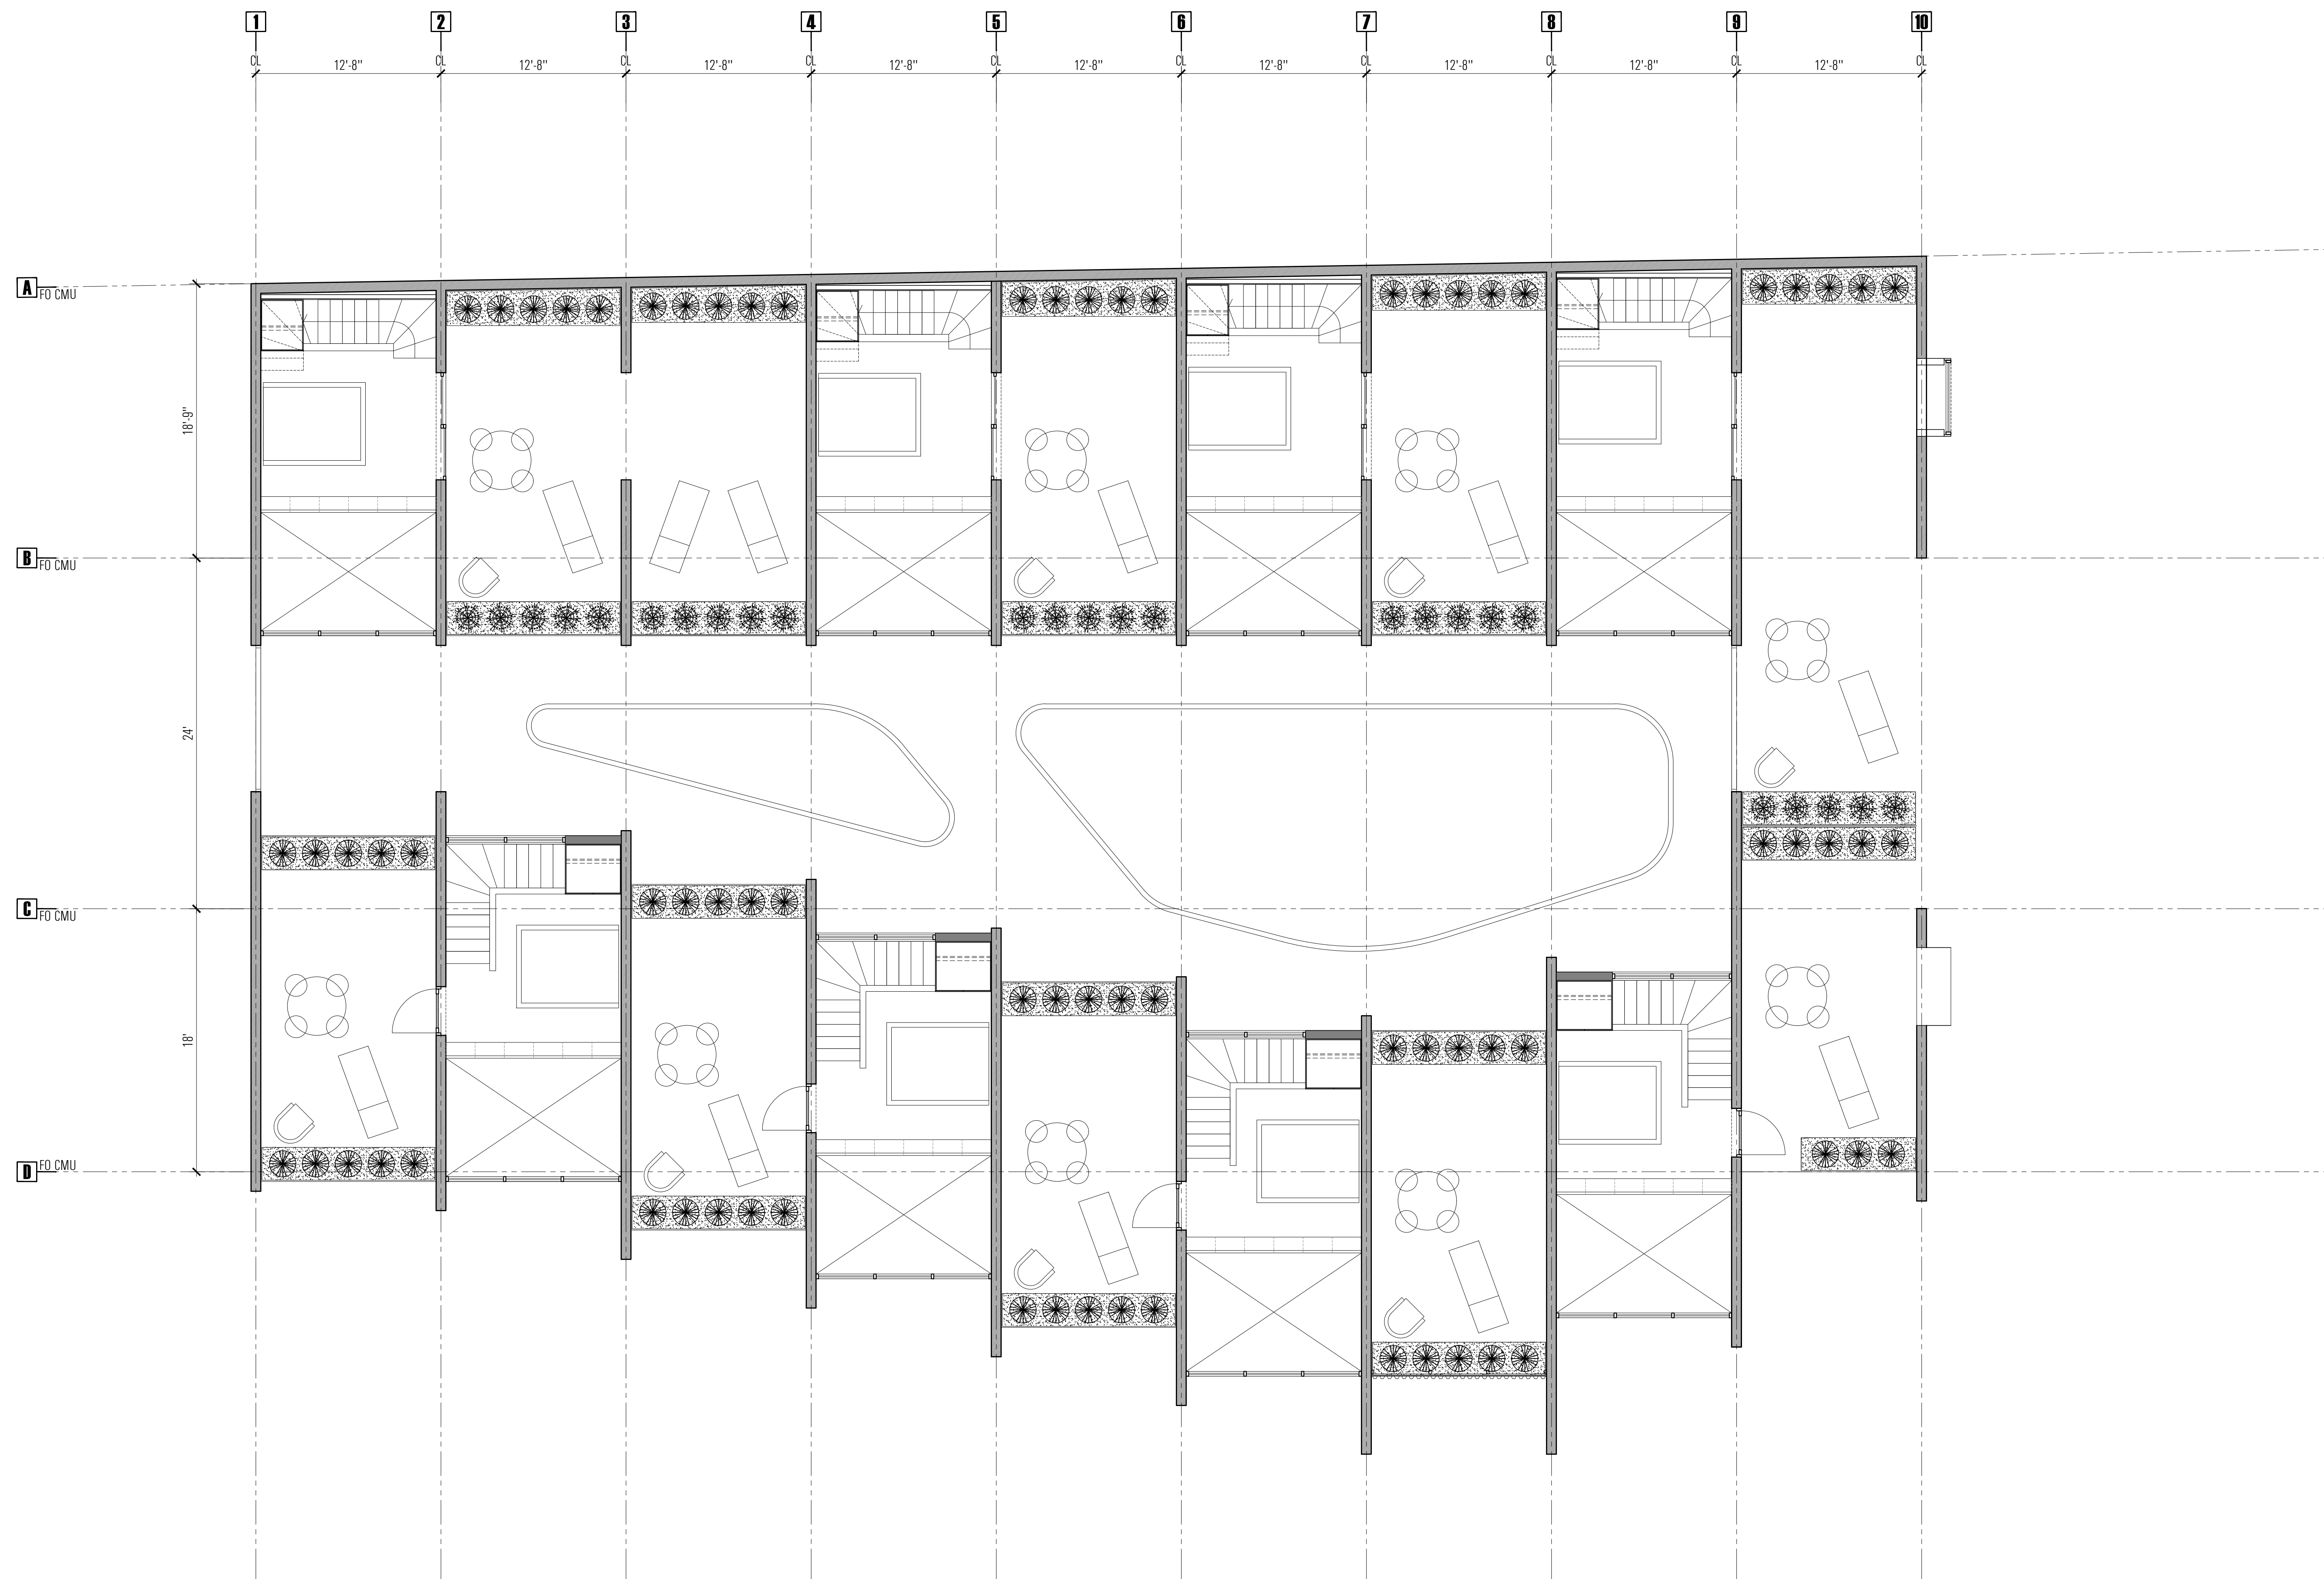 1 2 3 4 5 6 7 8 9 10
CL CL CL CL CL CL CL CL CL CL
12'-8" 12'-8" 12'-8" 12'-8" 12'-8" 12'-8" 12'-8" 12'-8" 12'-8"
A
FO CMU
18'-9"
B
FO CMU
24'
C
FO CMU
18'
D
FO CMU